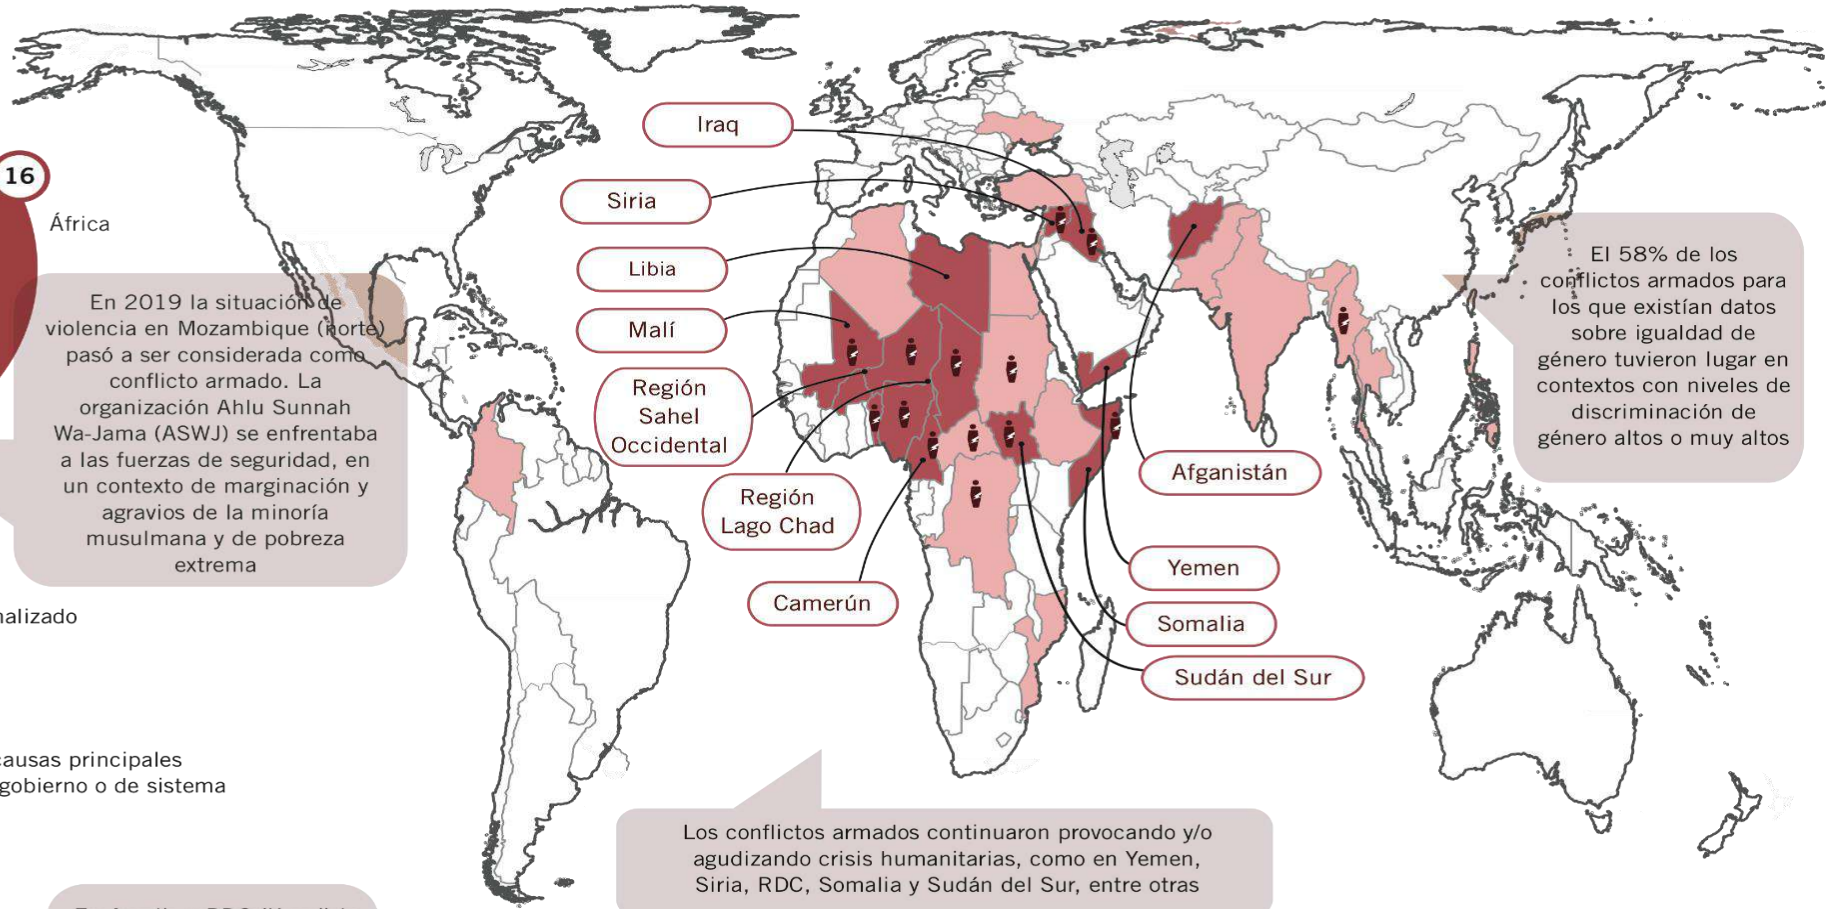 16
África
En 2019 la situación de
violencia en Mozambique (norte)
pasó a ser considerada como
conflicto armado. La
organización Ahlu Sunnah
Wa-Jama (ASWJ) se enfrentaba
a las fuerzas de seguridad, en
un contexto de marginación y
agravios de la minoría
musulmana y de pobreza
extrema
nalizado
causas principales
gobierno o de sistema
Iraq
Siria
Libia
Malí
Región
Sahel
Occidental
Región
Lago Chad
Camerún
Afganistán
Yemen
Somalia
Sudán del Sur
El 58% de los
conflictos armados para
los que existían datos
sobre igualdad de
género tuvieron lugar en
contextos con niveles de
discriminación de
género altos o muy altos
Los conflictos armados continuaron provocando y/o
agudizando crisis humanitarias, como en Yemen,
Siria, RDC, Somalia y Sudán del Sur, entre otras